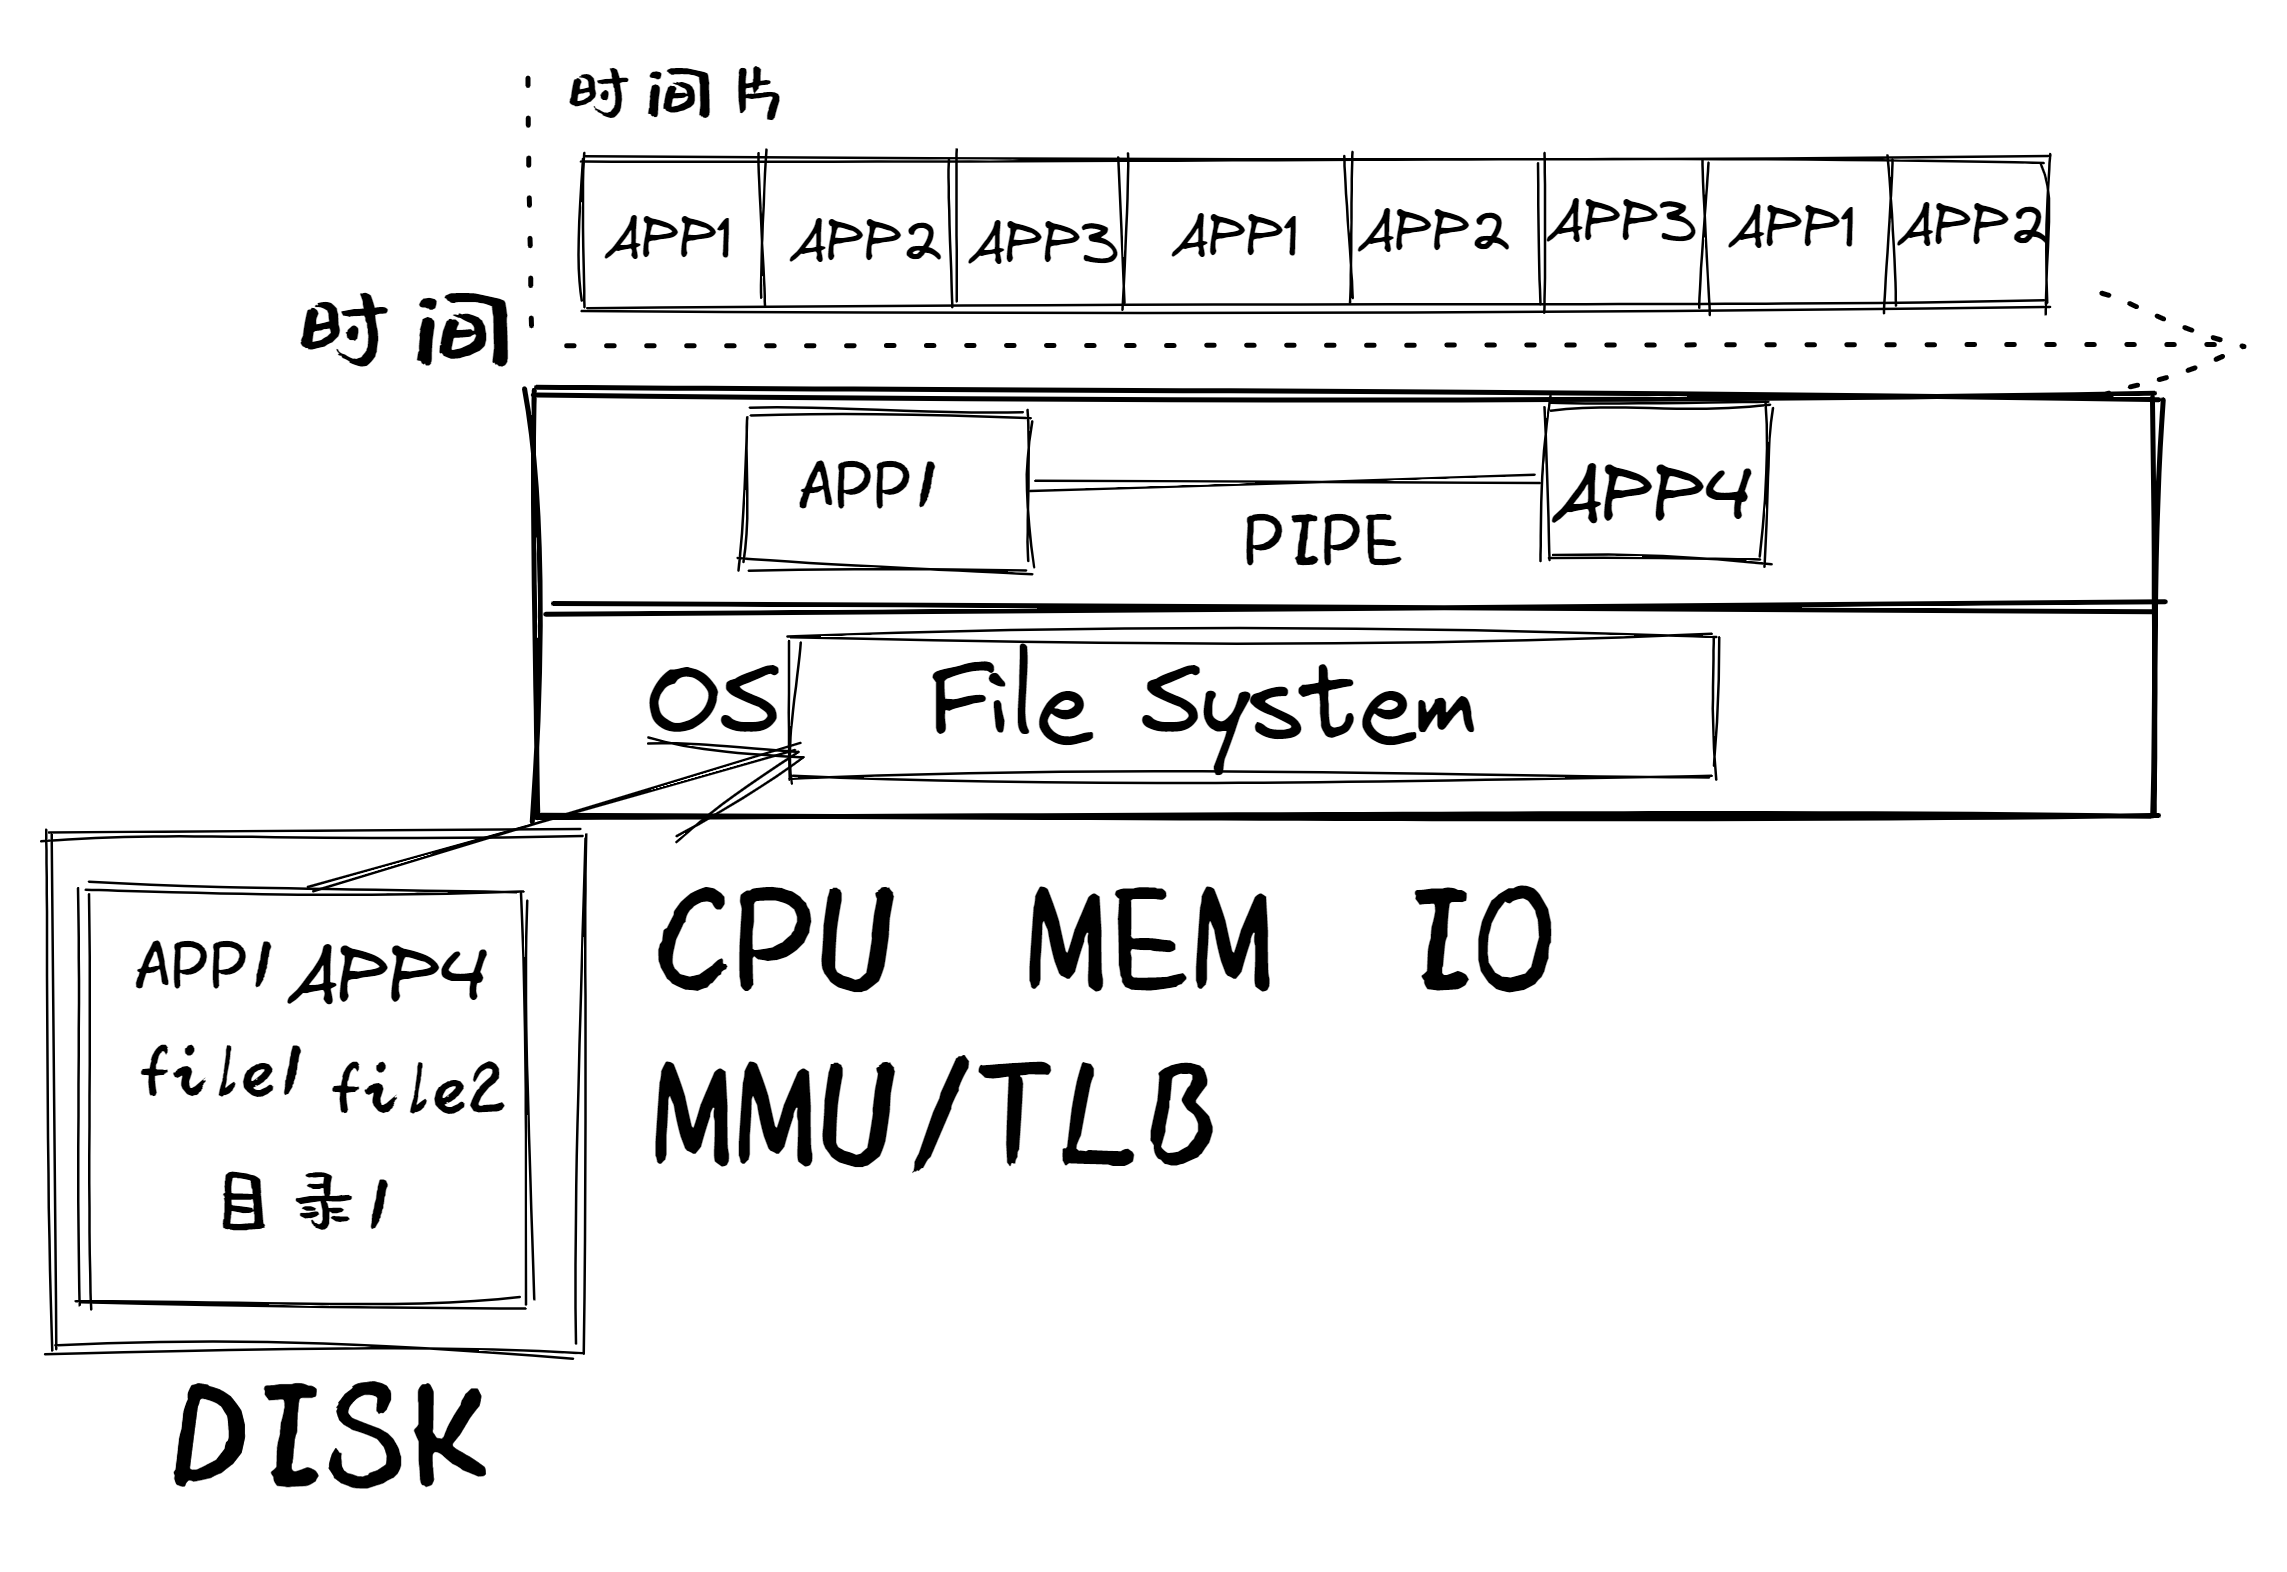 时间片
APP1 APP2 APP3 APP1 APP2 APP3 APP1 APP2
时间
APP1 APP4
PIPE
OS File System
CPU MEM IO
MMU/TLB
APP1 APP4
file1 file2
目录1
DISK